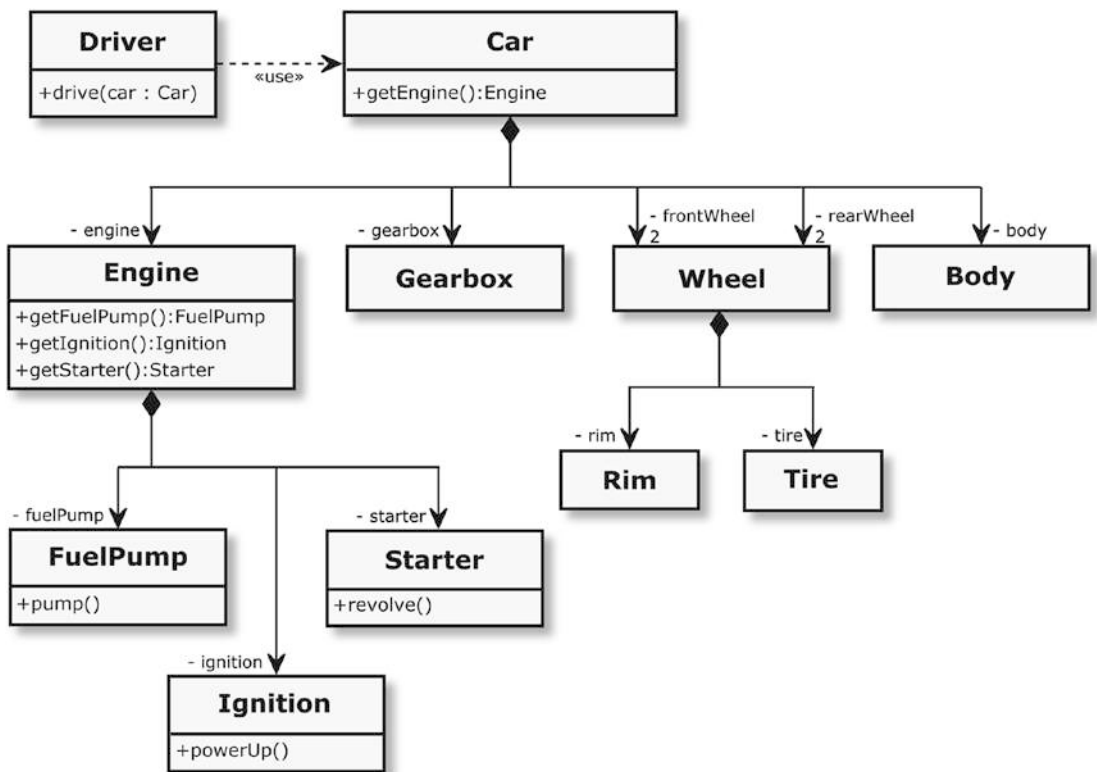 Driver
+drive(car : Car)
«use»
Car
+getEngine():Engine
- engine
- gearbox
- frontWheel
2
- rearWheel
2
- body
Engine
+getFuelPump():FuelPump
+getIgnition():Ignition
+getStarter():Starter
Gearbox
Wheel
Body
- rim
- tire
Rim
Tire
- fuelPump
- starter
FuelPump
+pump()
Starter
+revolve()
- ignition
Ignition
+powerUp()